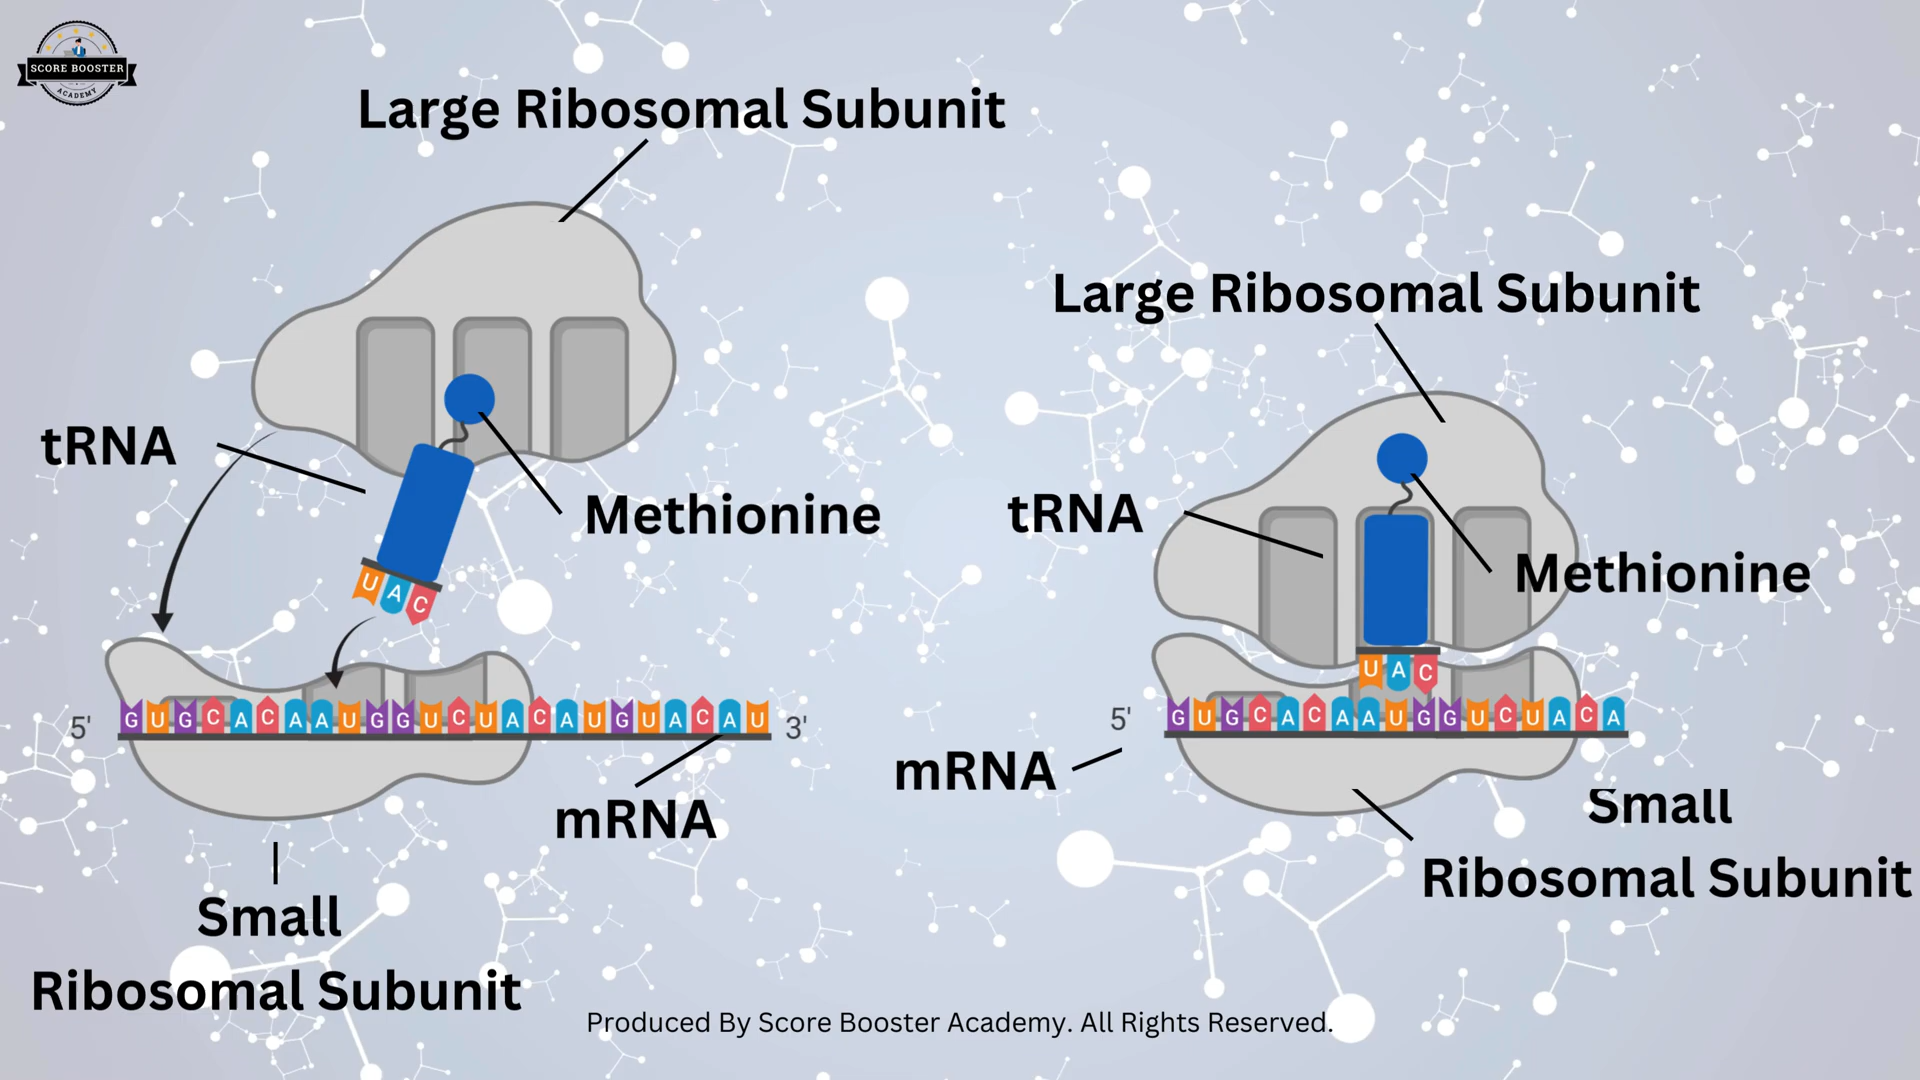 SCORE BOOSTER
ACADEMY
Large Ribosomal Subunit
tRNA
Methionine
U A C
5' G U G C A C A A U G G U C U A C A U G U A C A U 3'
mRNA
Small
Ribosomal Subunit
Large Ribosomal Subunit
tRNA
Methionine
U A C
5' G U G C A C A A U G G U C U A C A
mRNA
Small
Ribosomal Subunit
Produced By Score Booster Academy. All Rights Reserved.